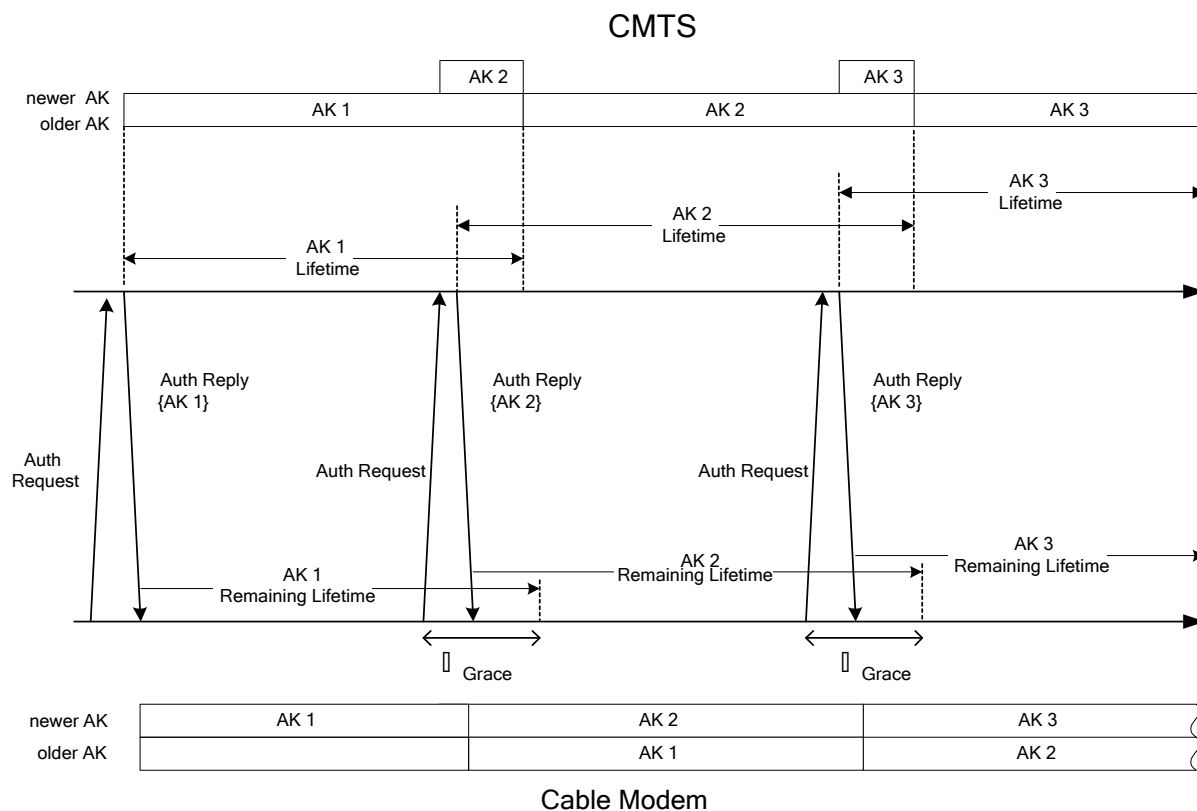 CMTS
AK 2
AK 3
newer AK
older AK
AK 1
AK 2
AK 3
AK 3
Lifetime
AK 2
Lifetime
AK 1
Lifetime
Auth Reply
{AK 1}
Auth Reply
{AK 2}
Auth Reply
{AK 3}
Auth
Request
Auth Request
Auth Request
AK 1
Remaining Lifetime
AK 2
Remaining Lifetime
AK 3
Remaining Lifetime
Grace
Grace
newer AK
AK 1
AK 2
AK 3
older AK
AK 1
AK 2
Cable Modem